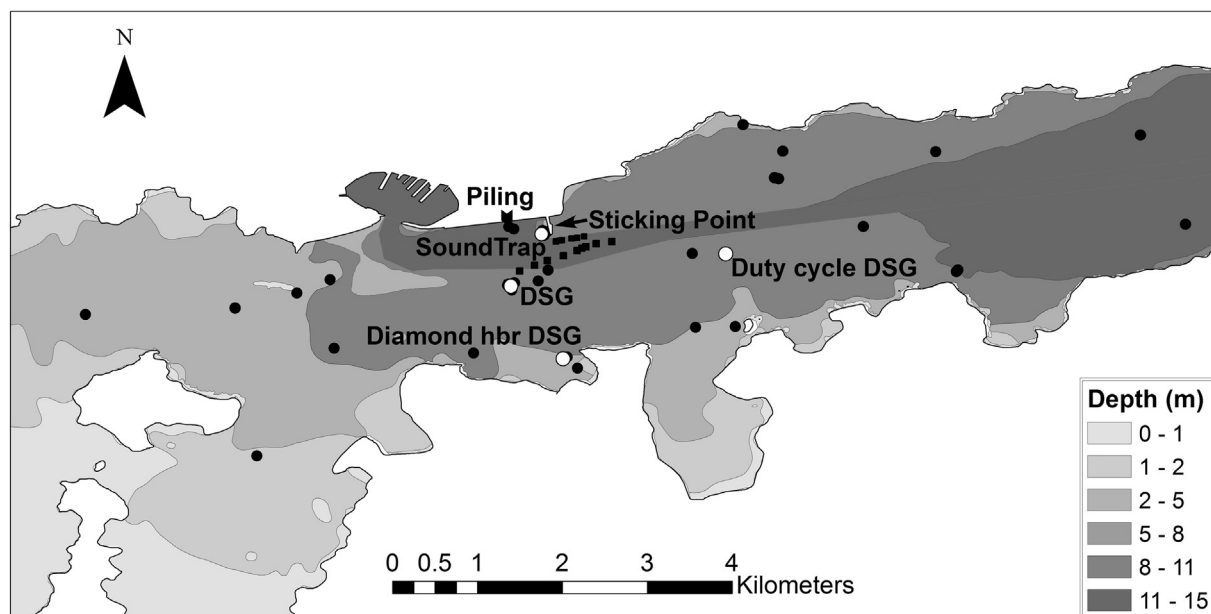 N
Piling
Sticking Point
SoundTrap
Duty cycle DSG
DSG
Diamond hbr DSG
Depth (m)
0 - 1
1 - 2
2 - 5
5 - 8
8 - 11
11 - 15
0 0.5 1 2 3 4
Kilometers